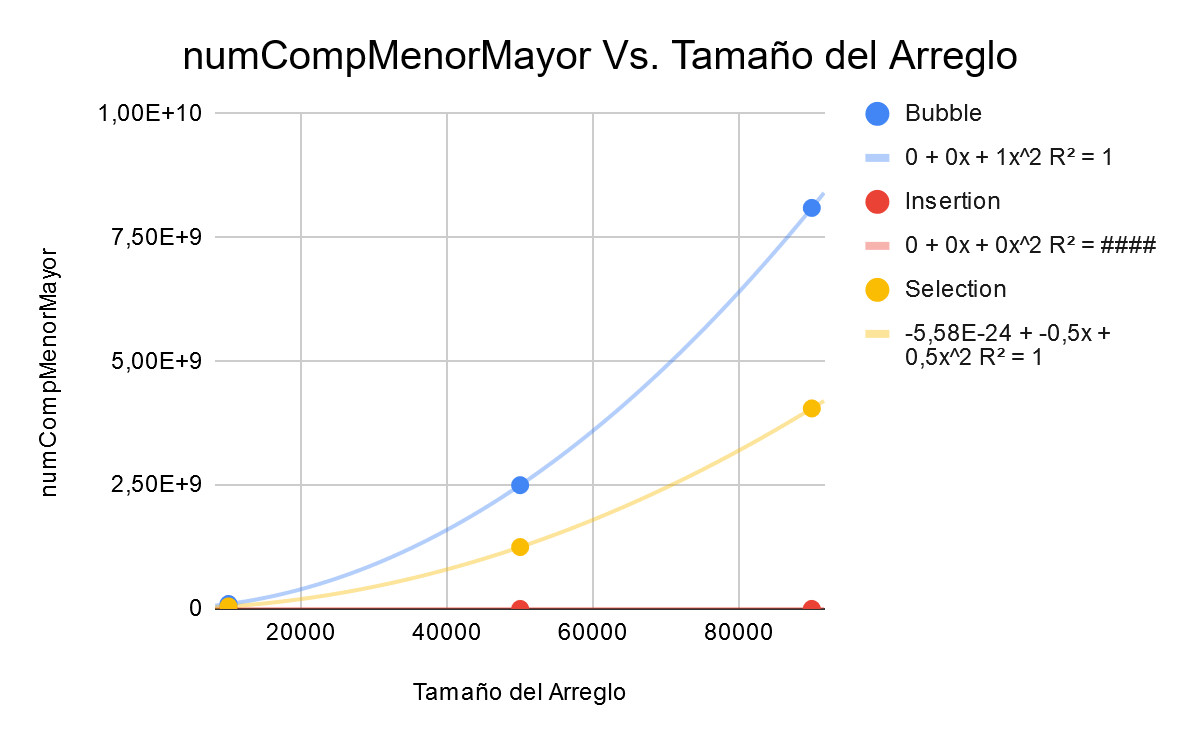 numCompMenorMayor Vs. Tamaño del Arreglo
1,00E+10
7,50E+9
5,00E+9
2,50E+9
0
numCompMenorMayor
20000
40000
60000
80000
Tamaño del Arreglo
Bubble
0 + 0x + 1x^2 R² = 1
Insertion
0 + 0x + 0x^2 R² = ####
Selection
-5,58E-24 + -0,5x +
0,5x^2 R² = 1